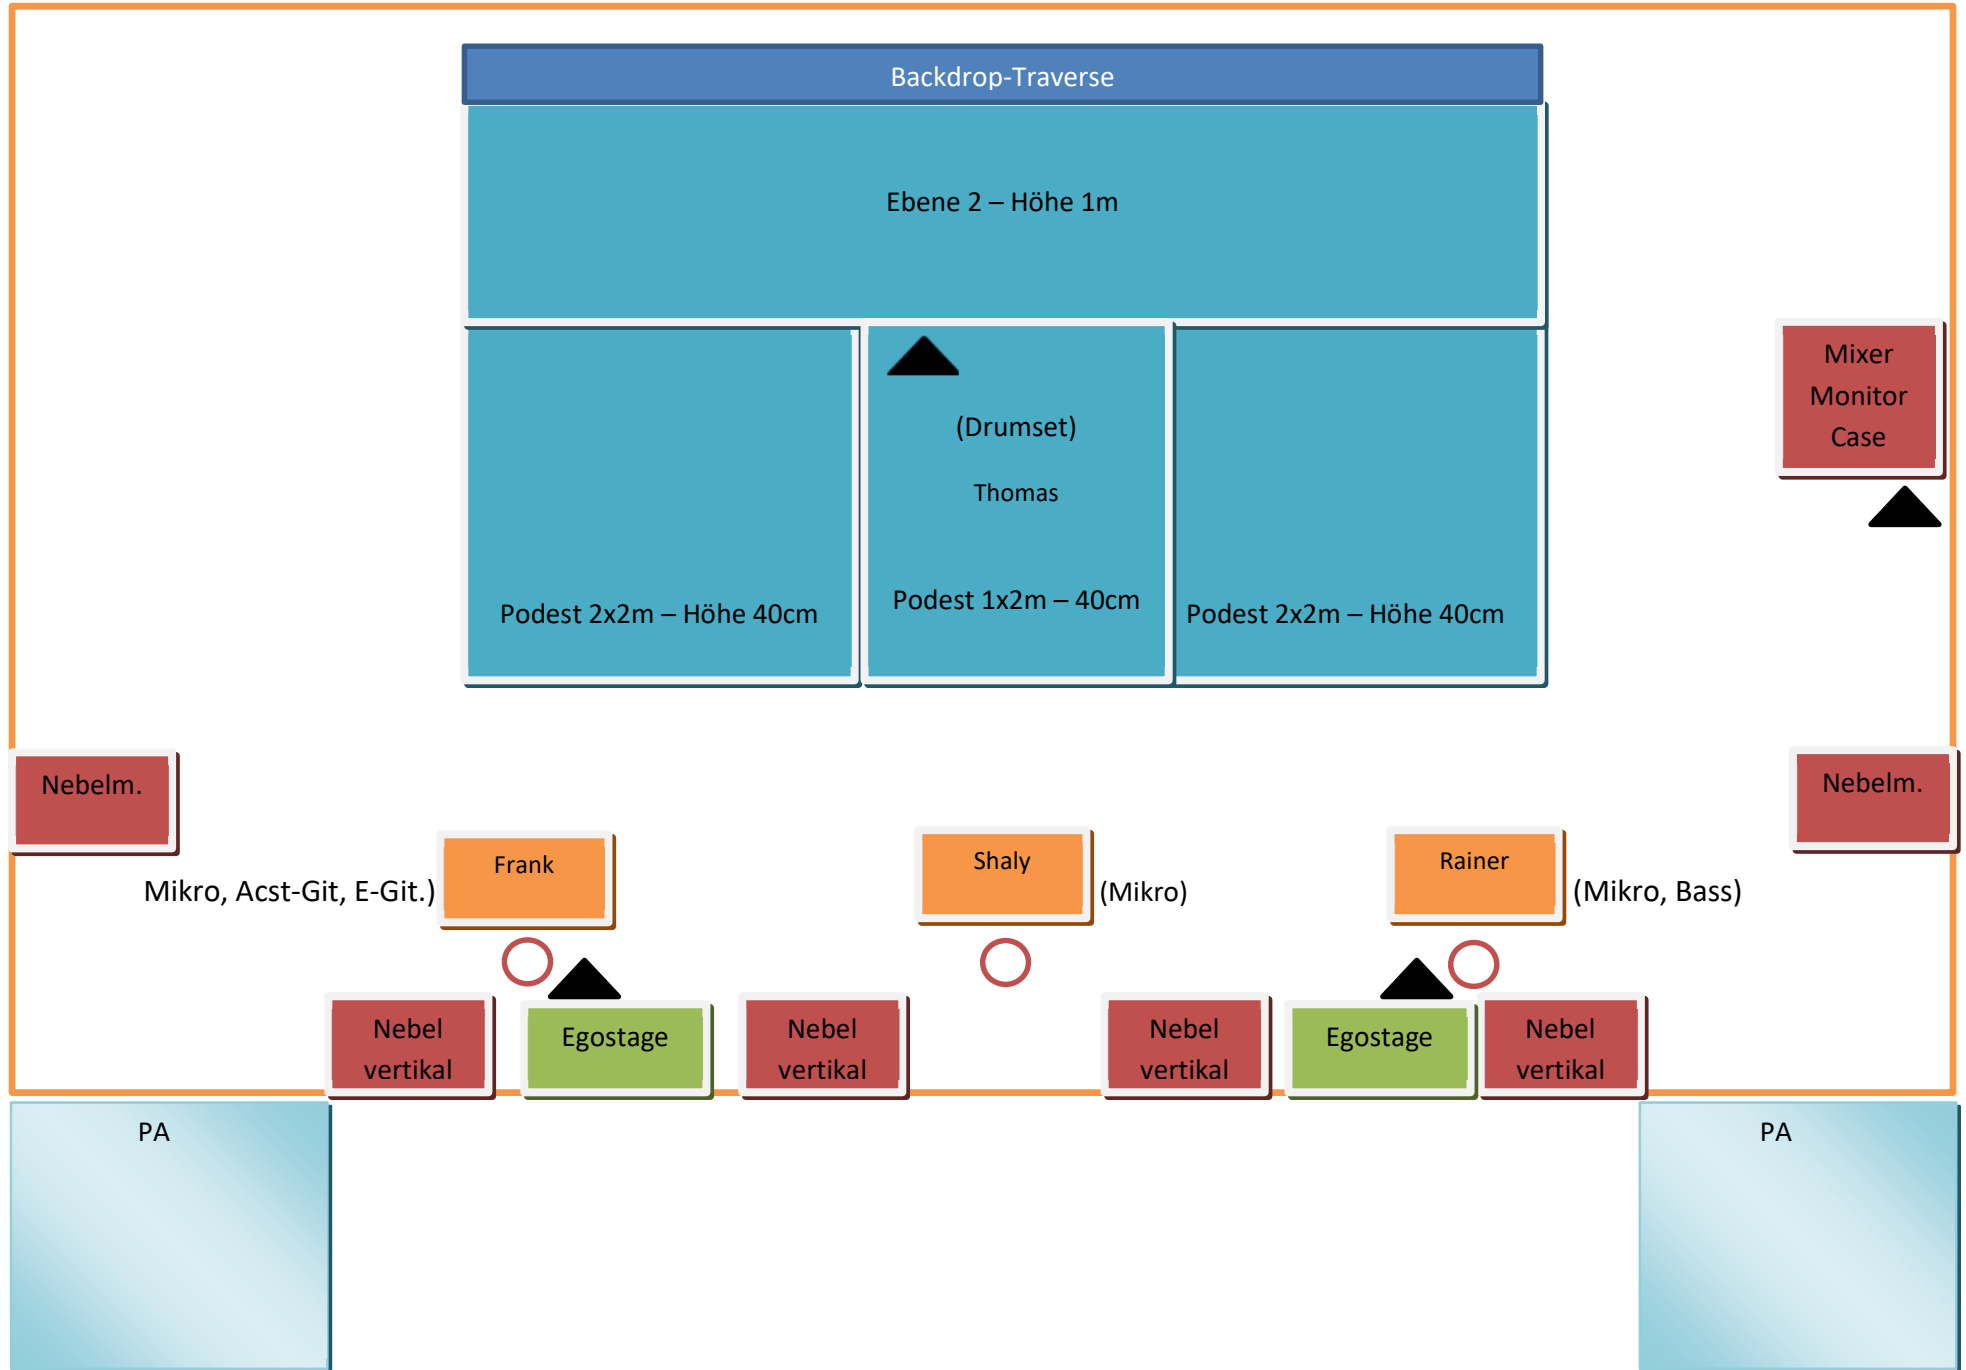 Backdrop-Traverse
Ebene 2 – Höhe 1m
Mixer
Monitor
Case
(Drumset)
Thomas
Podest 2x2m – Höhe 40cm
Podest 1x2m – 40cm
Podest 2x2m – Höhe 40cm
Nebelm.
Nebelm.
Frank
Mikro, Acst-Git, E-Git.)
Shaly
(Mikro)
Rainer
(Mikro, Bass)
Nebel
vertikal
Egostage
Nebel
vertikal
Nebel
vertikal
Egostage
Nebel
vertikal
PA
PA